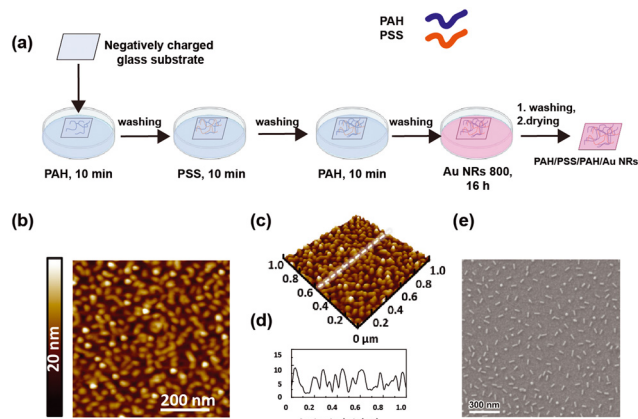 PAH
PSS
(a)
Negatively charged
glass substrate
washing
washing
washing
1. washing,
2.drying
PAH, 10 min
PSS, 10 min
PAH, 10 min
Au NRs 800,
16 h
PAH/PSS/PAH/Au NRs
(b)
20 nm
200 nm
(c)
1.0
0.8
0.6
0.4
0.2
0 µm
0.2
0.4
0.6
0.8
1.0
(d)
15
10
5
0
0
0.2
0.4
0.6
0.8
1.0
(e)
300 nm